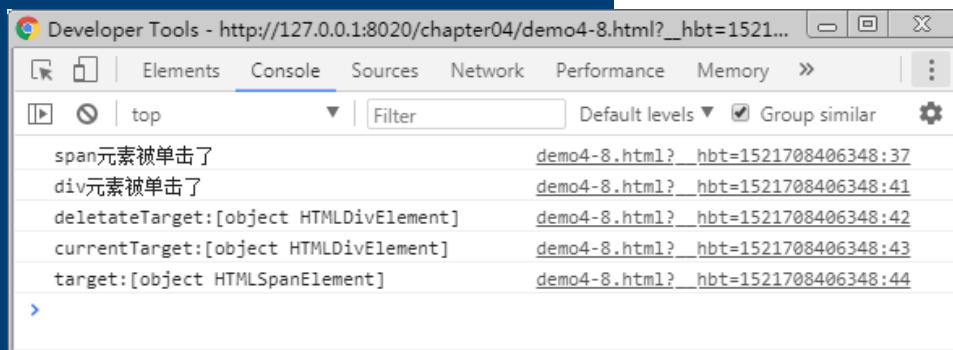 Developer Tools - http://127.0.0.1:8020/chapter04/demo4-8.html?__hbt=1521...
Elements Console Sources Network Performance Memory »
top Filter Default levels Group similar
span元素被单击了 demo4-8.html?__hbt=1521708406348:37
div元素被单击了 demo4-8.html?__hbt=1521708406348:41
deletateTarget:[object HTMLDivElement] demo4-8.html?__hbt=1521708406348:42
currentTarget:[object HTMLDivElement] demo4-8.html?__hbt=1521708406348:43
target:[object HTMLSpanElement] demo4-8.html?__hbt=1521708406348:44